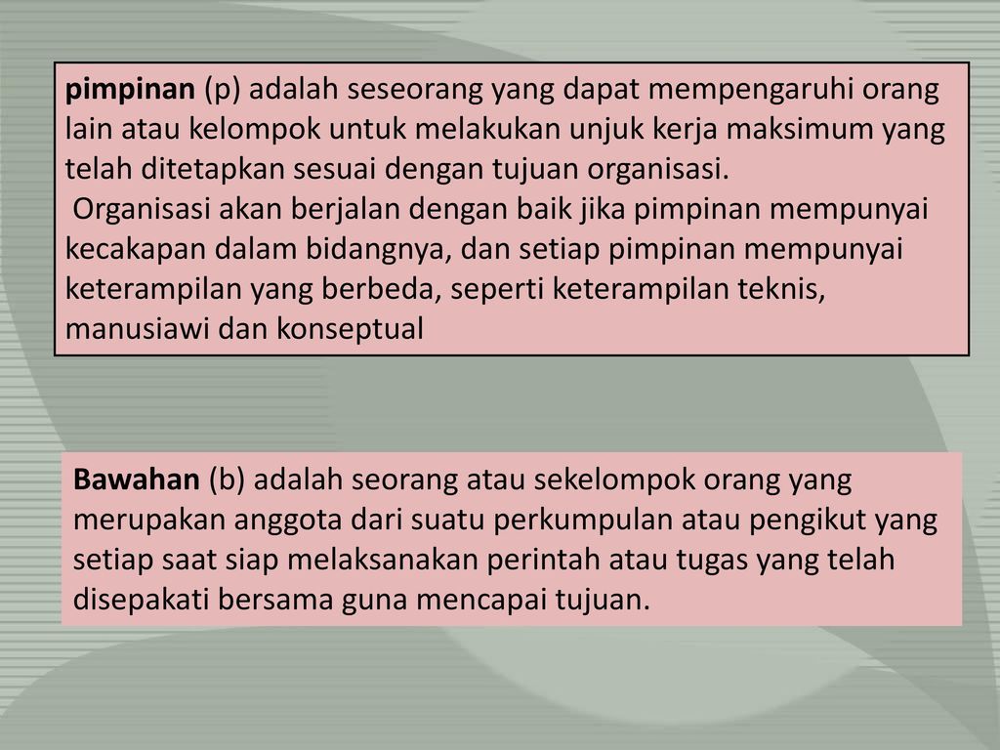 pimpinan (p) adalah seseorang yang dapat mempengaruhi orang
lain atau kelompok untuk melakukan unjuk kerja maksimum yang
telah ditetapkan sesuai dengan tujuan organisasi.
Organisasi akan berjalan dengan baik jika pimpinan mempunyai
kecakapan dalam bidangnya, dan setiap pimpinan mempunyai
keterampilan yang berbeda, seperti keterampilan teknis,
manusiawi dan konseptual
Bawahan (b) adalah seorang atau sekelompok orang yang
merupakan anggota dari suatu perkumpulan atau pengikut yang
setiap saat siap melaksanakan perintah atau tugas yang telah
disepakati bersama guna mencapai tujuan.